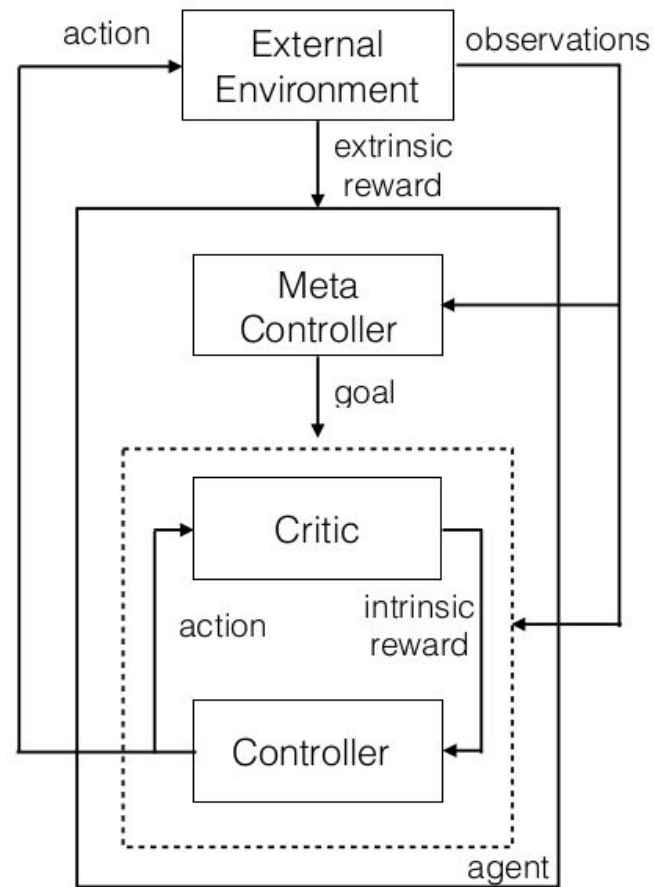 action
External
Environment
observations
extrinsic
reward
Meta
Controller
goal
Critic
action
intrinsic
reward
Controller
agent